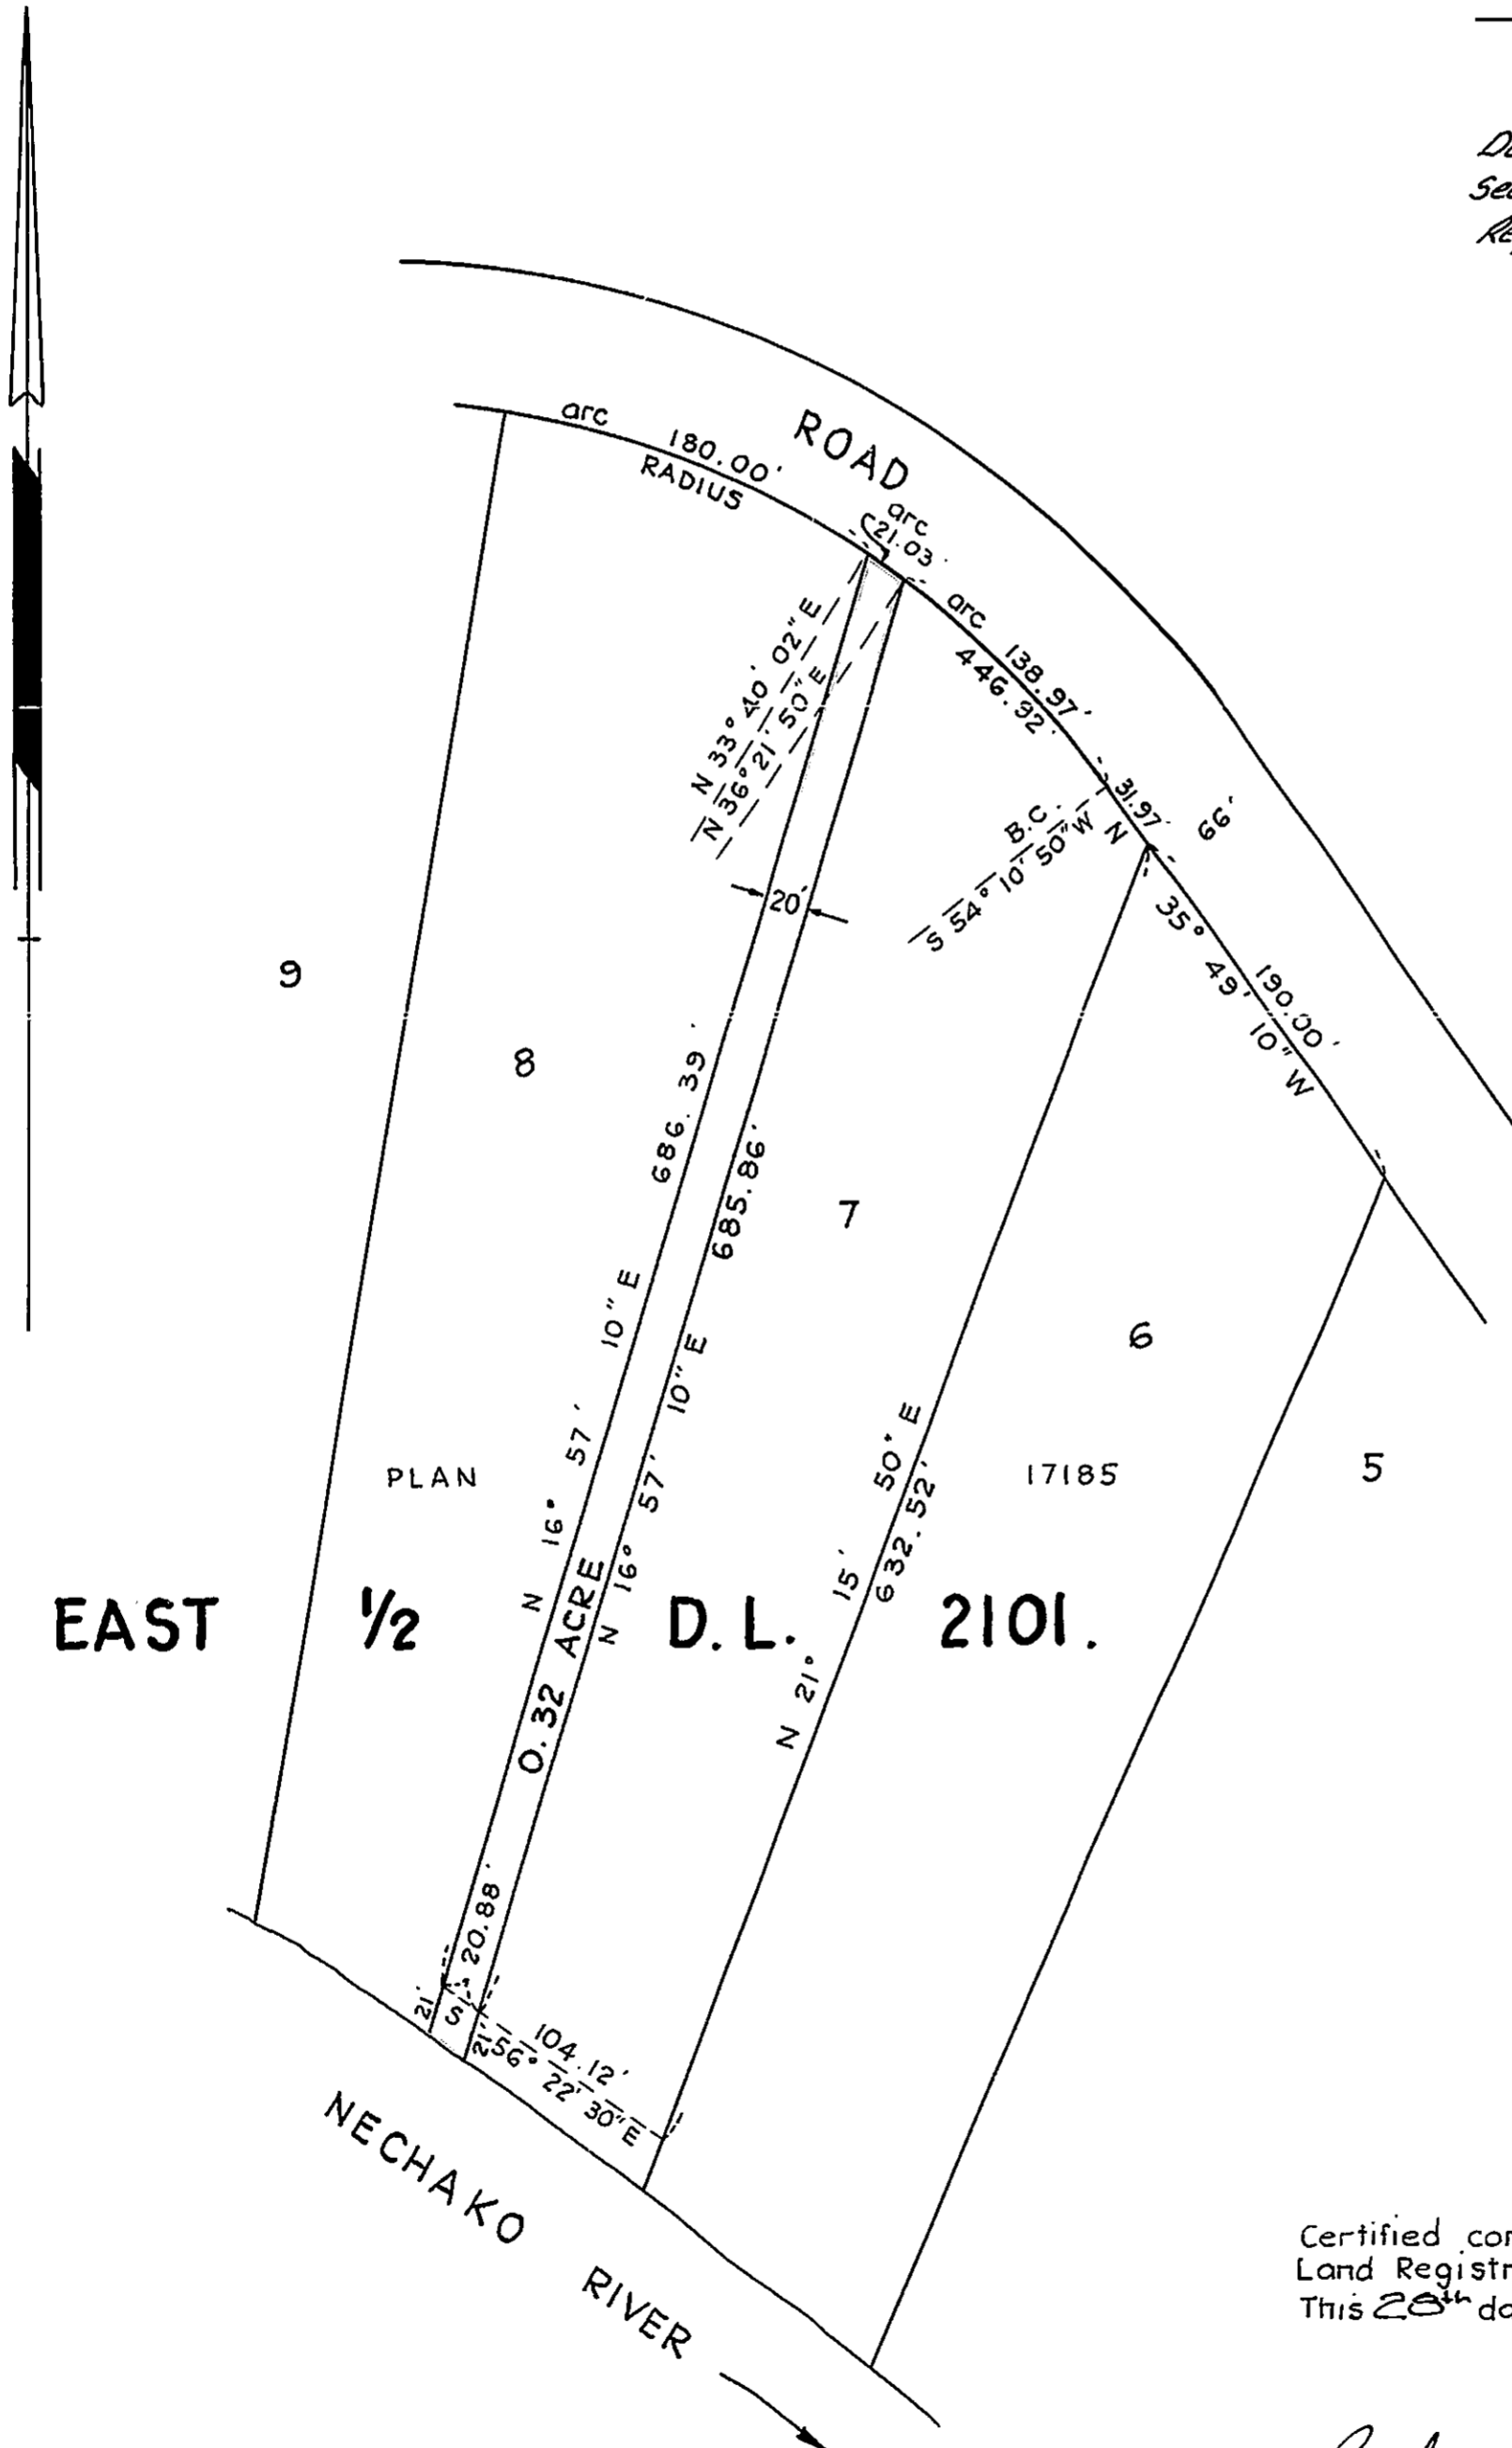 ROAD
arc 180.00'
RADIUS
arc
21.03'
arc 138.97'
446.92'
N 33° 40' 02" E
N 36° 21' 50" E
B.C.
S 54° 10' 50" W
31.97'
66'
N 35° 49' 10" W
190.00'
20'
9
8
7
6
5
686.39'
N 16° 57' 10" E
685.86'
N 16° 57' 10" E
N 21° 15' 50" E
632.52'
PLAN 17185
0.32 ACRE
EAST 1/2 D.L. 2101.
20.88'
21'
21'
104.12'
S 56° 22' 30" E
NECHAKO RIVER
Certified
Land Registr
This 28th